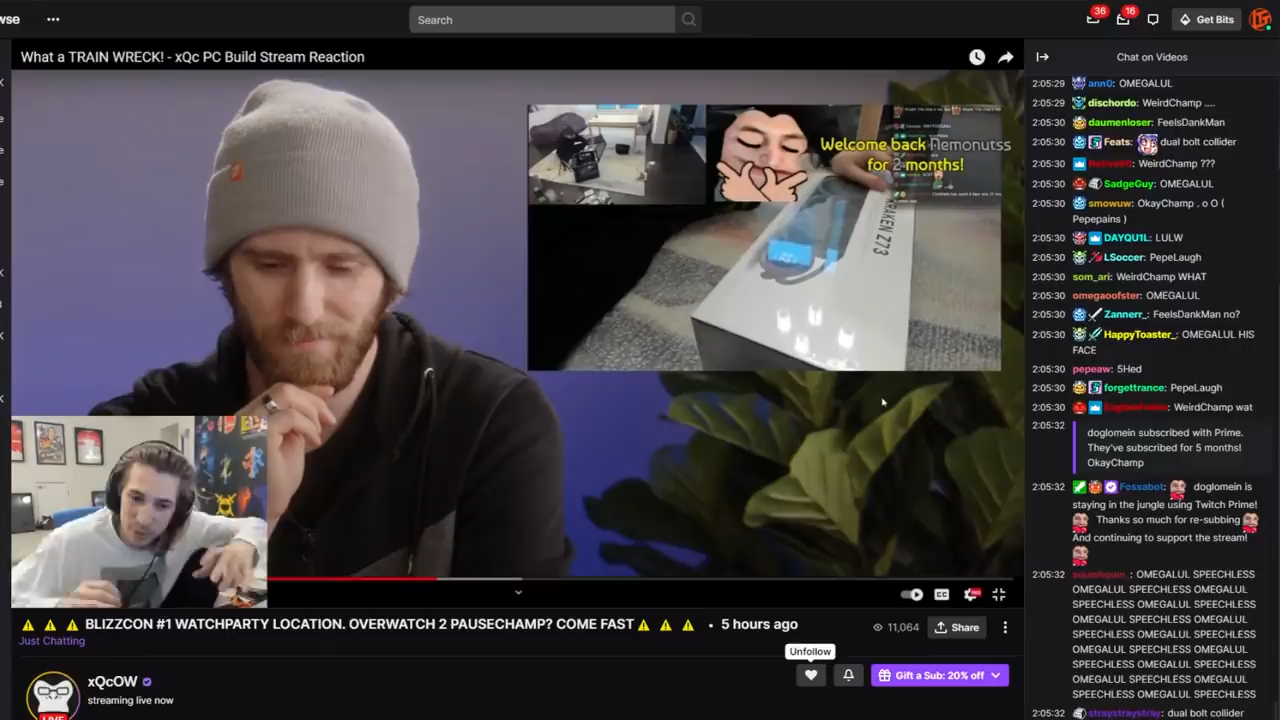 wse
Search
36
16
Get Bits
What a TRAIN WRECK! - xQc PC Build Stream Reaction
Chat on Videos
Welcome back Nemonutss
for 2 months!
KRAKEN Z73
2:05:29 ann0: OMEGALUL
2:05:29 dischordo: WeirdChamp ....
2:05:30 daumenloser: FeelsDankMan
2:05:30 Feats: dual bolt collider
2:05:30 WeirdChamp ???
2:05:30 SadgeGuy: OMEGALUL
2:05:30 smowuw: OkayChamp . o O (
Pepepains )
2:05:30 DAYQU1L: LULW
2:05:30 LSoccer: PepeLaugh
2:05:30 som_ari: WeirdChamp WHAT
2:05:30 omegaoofster: OMEGALUL
2:05:30 Zannerr_: FeelsDankMan no?
2:05:30 HappyToaster_: OMEGALUL HIS
FACE
2:05:30 pepeaw: 5Hed
2:05:30 forgettrance: PepeLaugh
2:05:30 WeirdChamp wat
2:05:32 doglomein subscribed with Prime.
They've subscribed for 5 months!
OkayChamp
2:05:32 Fossabot: doglomein is
staying in the jungle using Twitch Prime!
Thanks so much for re-subbing
And continuing to support the stream!
2:05:32 OMEGALUL SPEECHLESS
OMEGALUL SPEECHLESS OMEGALUL
SPEECHLESS OMEGALUL SPEECHLESS
OMEGALUL SPEECHLESS OMEGALUL
SPEECHLESS OMEGALUL SPEECHLESS
OMEGALUL SPEECHLESS OMEGALUL
SPEECHLESS OMEGALUL SPEECHLESS
OMEGALUL SPEECHLESS OMEGALUL
SPEECHLESS OMEGALUL SPEECHLESS
2:05:32 straystraystray: dual bolt collider
CC
HD
BLIZZCON #1 WATCHPARTY LOCATION. OVERWATCH 2 PAUSECHAMP? COME FAST • 5 hours ago
11,064
Share
Just Chatting
Unfollow
Gift a Sub: 20% off
xQcOW
streaming live now
LIVE